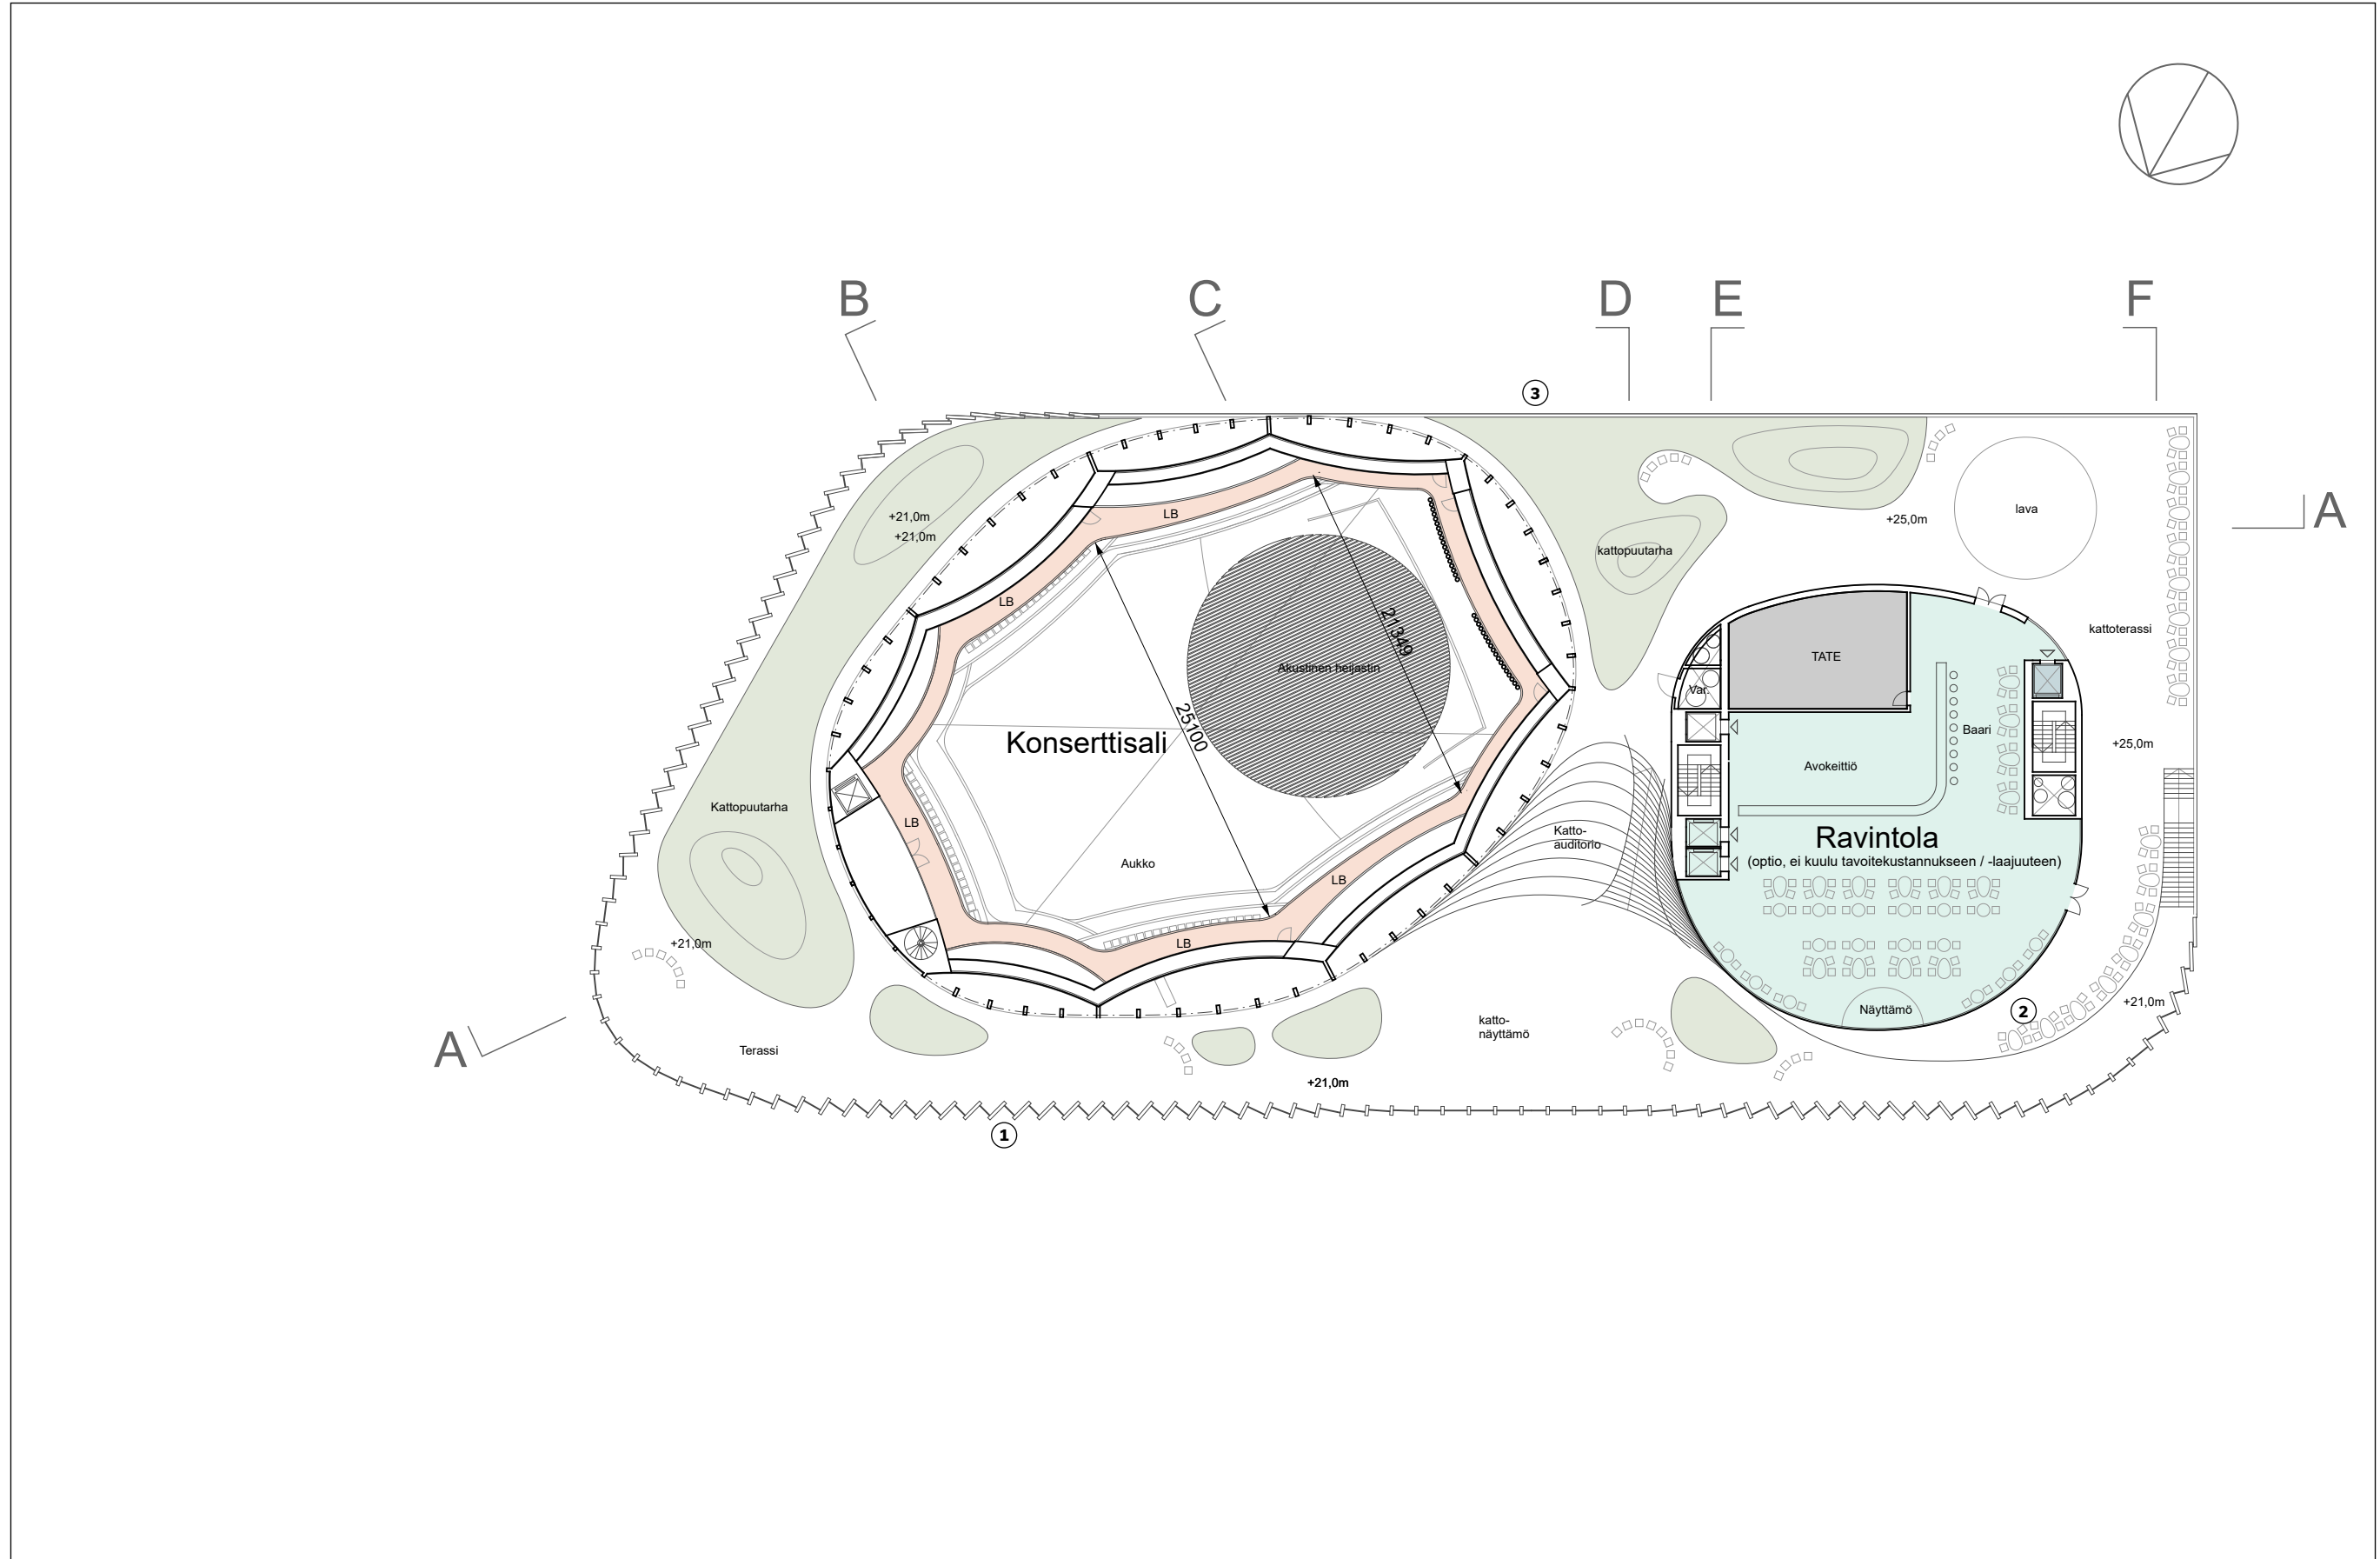 B
C
D
E
F
3
A
LB
+21,0m
+21,0m
+25,0m
lava
kattopuutarha
LB
21349
kattoterassi
TATE
Akustinen heijastin
Var.
25100
Konserttisali
Baari
+25,0m
Avokeittiö
Kattopuutarha
LB
Katto-
auditorio
Ravintola
(optio, ei kuulu tavoitekustannukseen / -laajuuteen)
Aukko
LB
+21,0m
LB
+21,0m
Näyttämö
2
katto-
näyttämö
A
Terassi
+21,0m
1